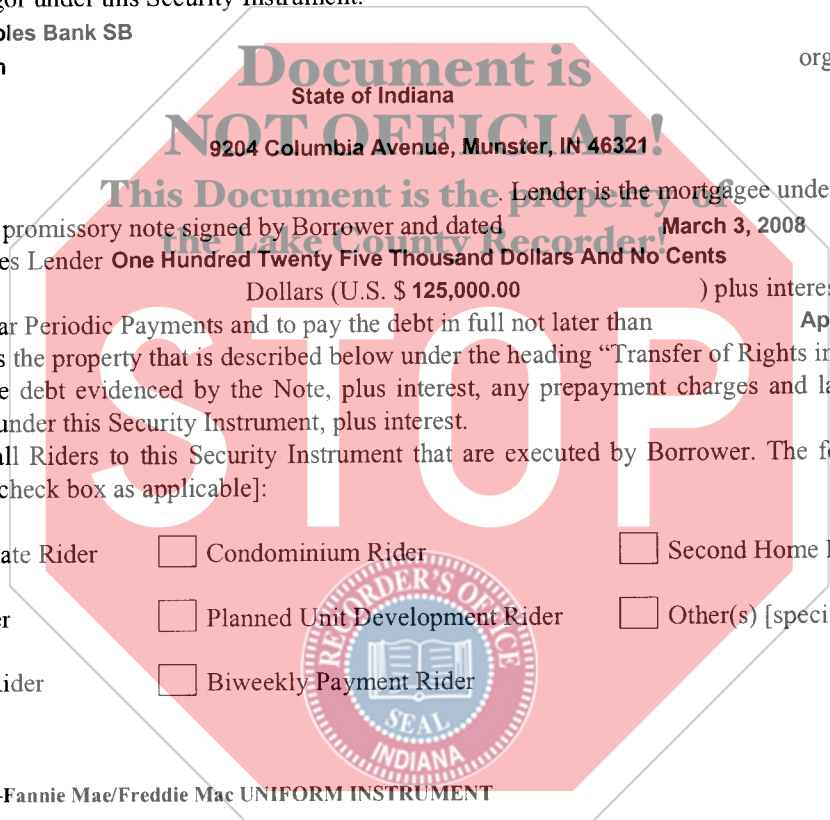 gor under this Security Instrument.
ples Bank SB
n
org
Document is
State of Indiana
NOT OFFICIAL!
9204 Columbia Avenue, Munster, IN 46321
This Document is the property of
. Lender is the mortgagee unde
promissory note signed by Borrower and dated March 3, 2008
the Lake County Recorder!
es Lender One Hundred Twenty Five Thousand Dollars And No Cents
Dollars (U.S. $ 125,000.00 ) plus interes
ar Periodic Payments and to pay the debt in full not later than Ap
s the property that is described below under the heading “Transfer of Rights in
e debt evidenced by the Note, plus interest, any prepayment charges and la
under this Security Instrument, plus interest.
all Riders to this Security Instrument that are executed by Borrower. The fo
check box as applicable]:
STOP
ate Rider Condominium Rider Second Home
er Planned Unit Development Rider Other(s) [speci
ider Biweekly Payment Rider
RECORDER'S OFFICE
SEAL
INDIANA
-Fannie Mae/Freddie Mac UNIFORM INSTRUMENT